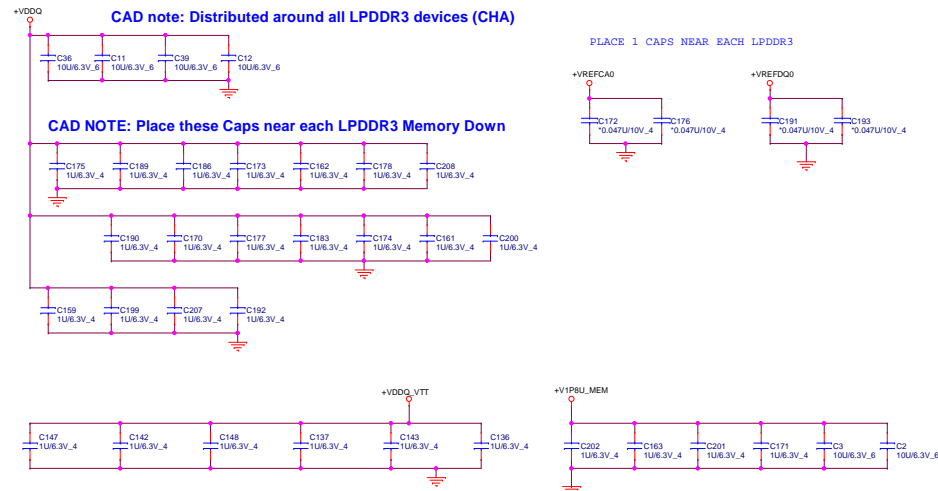 +VDDQ
CAD note: Distributed around all LPDDR3 devices (CHA)
C36 C11 C39 C12
10U/6.3V_6 10U/6.3V_6 10U/6.3V_6 10U/6.3V_6
PLACE 1 CAPS NEAR EACH LPDDR3
+VREFCA0 +VREFDQ0
C172 C176 C191 C193
*0.047U/10V_4 *0.047U/10V_4 *0.047U/10V_4 *0.047U/10V_4
CAD NOTE: Place these Caps near each LPDDR3 Memory Down
C175 C189 C186 C173 C162 C178 C208
1U/6.3V_4 1U/6.3V_4 1U/6.3V_4 1U/6.3V_4 1U/6.3V_4 1U/6.3V_4 1U/6.3V_4
C190 C170 C177 C183 C174 C161 C200
1U/6.3V_4 1U/6.3V_4 1U/6.3V_4 1U/6.3V_4 1U/6.3V_4 1U/6.3V_4 1U/6.3V_4
C159 C199 C207 C192
1U/6.3V_4 1U/6.3V_4 1U/6.3V_4 1U/6.3V_4
+VDDQ_VTT
C147 C142 C148 C137 C143 C136
1U/6.3V_4 1U/6.3V_4 1U/6.3V_4 1U/6.3V_4 1U/6.3V_4 1U/6.3V_4
+V1P8U_MEM
C202 C163 C201 C171 C3 C2
1U/6.3V_4 1U/6.3V_4 1U/6.3V_4 1U/6.3V_4 10U/6.3V_6 10U/6.3V_6